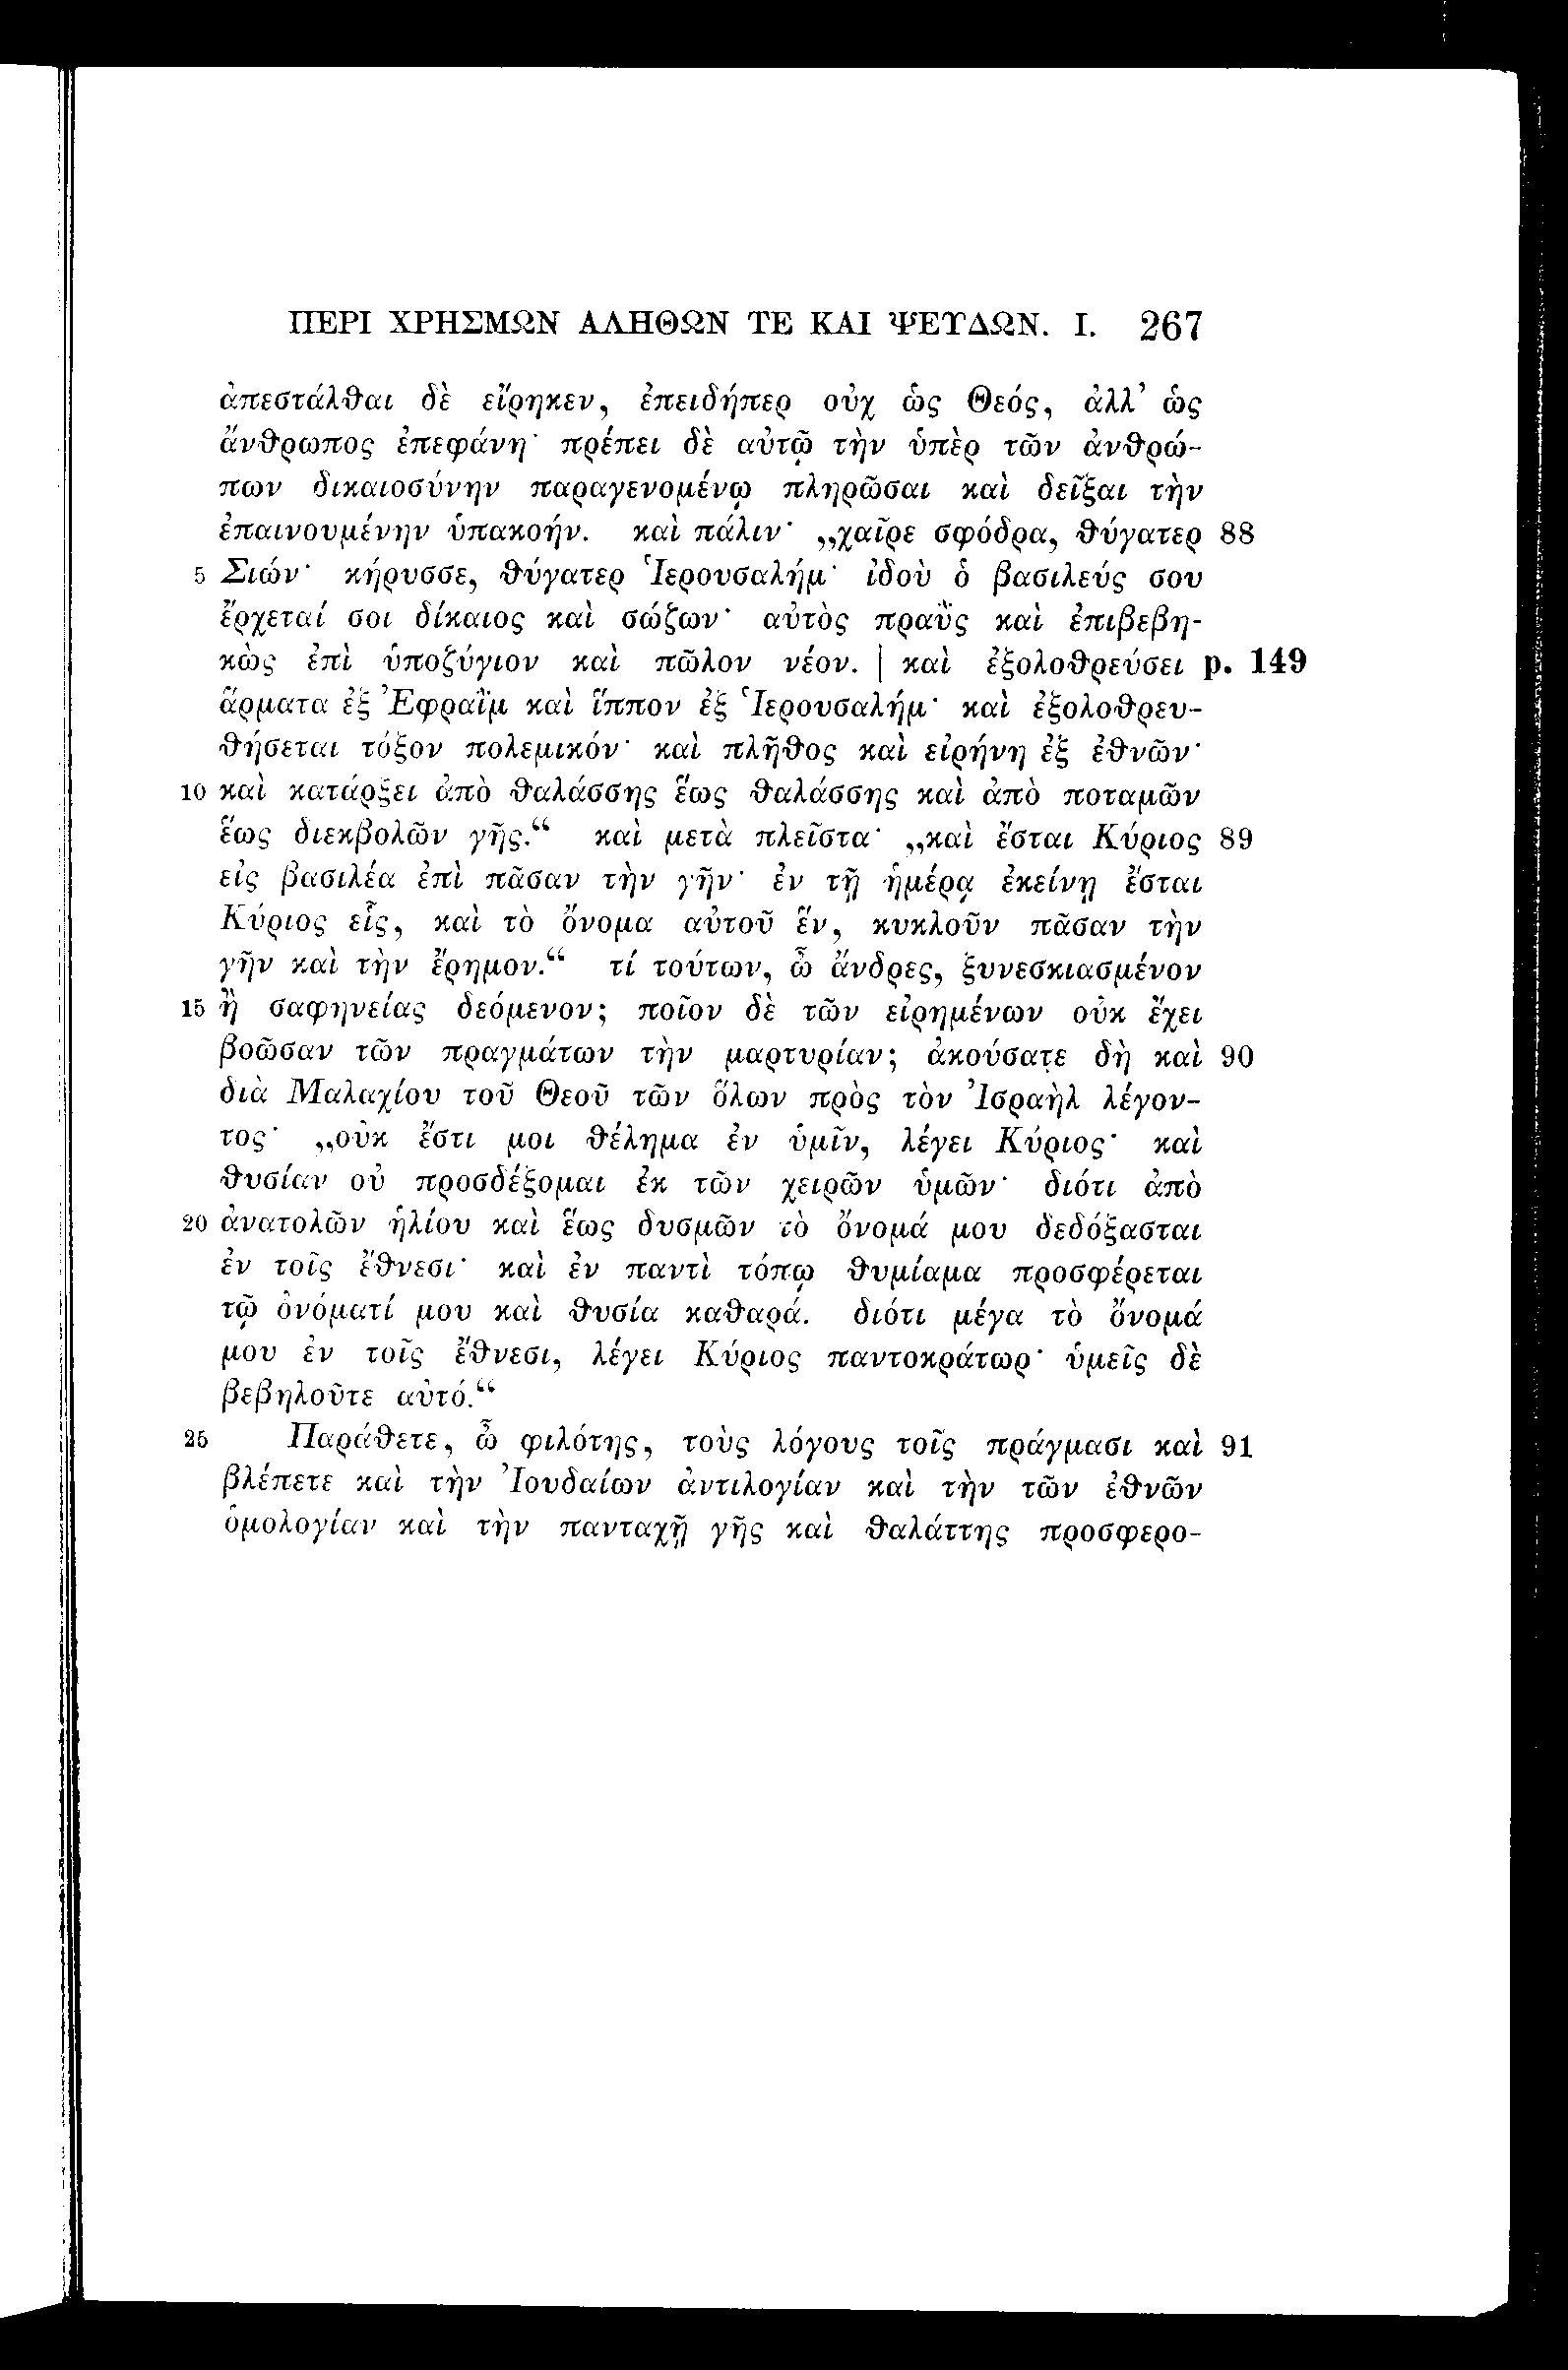 ΠΕΡΙ ΧΡΗΣΜΩΝ ΑΛΗΘΩΝ ΤΕ ΚΑΙ ΨΕΥΔΩΝ. I. 267
ἀπεστάλθαι δὲ εἴρηκεν, ἐπειδήπερ οὐχ ὡς Θεός, ἀλλ’ ὡς
ἄνθρωπος ἐπεφάνη· πρέπει δὲ αὐτῷ τὴν ὑπὲρ τῶν ἀνθρώ-
πων δικαιοσύνην παραγενομένῳ πληρῶσαι καὶ δεῖξαι τὴν
ἐπαινουμένην ὑπακοήν. καὶ πάλιν· „χαῖρε σφόδρα, θύγατερ 88
5 Σιών· κήρυσσε, θύγατερ Ἱερουσαλήμ· ἰδοὺ ὁ βασιλεύς σου
ἔρχεταί σοι δίκαιος καὶ σώζων· αὐτὸς πραῢς καὶ ἐπιβεβη-
κὼς ἐπὶ ὑποζύγιον καὶ πῶλον νέον. | καὶ ἐξολοθρεύσει p. 149
ἅρματα ἐξ Ἐφραῒμ καὶ ἵππον ἐξ Ἱερουσαλήμ· καὶ ἐξολοθρευ-
θήσεται τόξον πολεμικόν· καὶ πλῆθος καὶ εἰρήνη ἐξ ἐθνῶν·
10 καὶ κατάρξει ἀπὸ θαλάσσης ἕως θαλάσσης καὶ ἀπὸ ποταμῶν
ἕως διεκβολῶν γῆς.“ καὶ μετὰ πλεῖστα· „καὶ ἔσται Κύριος 89
εἰς βασιλέα ἐπὶ πᾶσαν τὴν γῆν· ἐν τῇ ἡμέρᾳ ἐκείνῃ ἔσται
Κύριος εἷς, καὶ τὸ ὄνομα αὐτοῦ ἕν, κυκλοῦν πᾶσαν τὴν
γῆν καὶ τὴν ἔρημον.“ τί τούτων, ὦ ἄνδρες, ξυνεσκιασμένον
15 ἢ σαφηνείας δεόμενον; ποῖον δὲ τῶν εἰρημένων οὐκ ἔχει
βοῶσαν τῶν πραγμάτων τὴν μαρτυρίαν; ἀκούσατε δὴ καὶ 90
διὰ Μαλαχίου τοῦ Θεοῦ τῶν ὅλων πρὸς τὸν Ἰσραὴλ λέγον-
τος· „οὐκ ἔστι μοι θέλημα ἐν ὑμῖν, λέγει Κύριος· καὶ
θυσίαν οὐ προσδέξομαι ἐκ τῶν χειρῶν ὑμῶν· διότι ἀπὸ
20 ἀνατολῶν ἡλίου καὶ ἕως δυσμῶν τὸ ὄνομά μου δεδόξασται
ἐν τοῖς ἔθνεσι· καὶ ἐν παντὶ τόπῳ θυμίαμα προσφέρεται
τῷ ὀνόματί μου καὶ θυσία καθαρά. διότι μέγα τὸ ὄνομά
μου ἐν τοῖς ἔθνεσι, λέγει Κύριος παντοκράτωρ· ὑμεῖς δὲ
βεβηλοῦτε αὐτό.“
25 Παράθετε, ὦ φιλότης, τοὺς λόγους τοῖς πράγμασι καὶ 91
βλέπετε καὶ τὴν Ἰουδαίων ἀντιλογίαν καὶ τὴν τῶν ἐθνῶν
ὁμολογίαν καὶ τὴν πανταχῇ γῆς καὶ θαλάττης προσφερο-